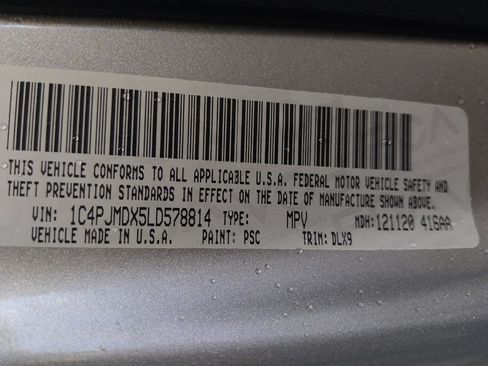 THIS VEHICLE CONFORMS TO ALL APPLICABLE U.S.A. FEDERAL MOTOR VEHICLE SAFETY AND
THEFT PREVENTION STANDARDS IN EFFECT ON THE DATE OF MANUFACTURE SHOWN ABOVE.
VIN: 1C4PJMDX5LD578814 TYPE: MPV MDH: 121120 416AA
VEHICLE MADE IN U.S.A. PAINT: PSC TRIM: DLX9